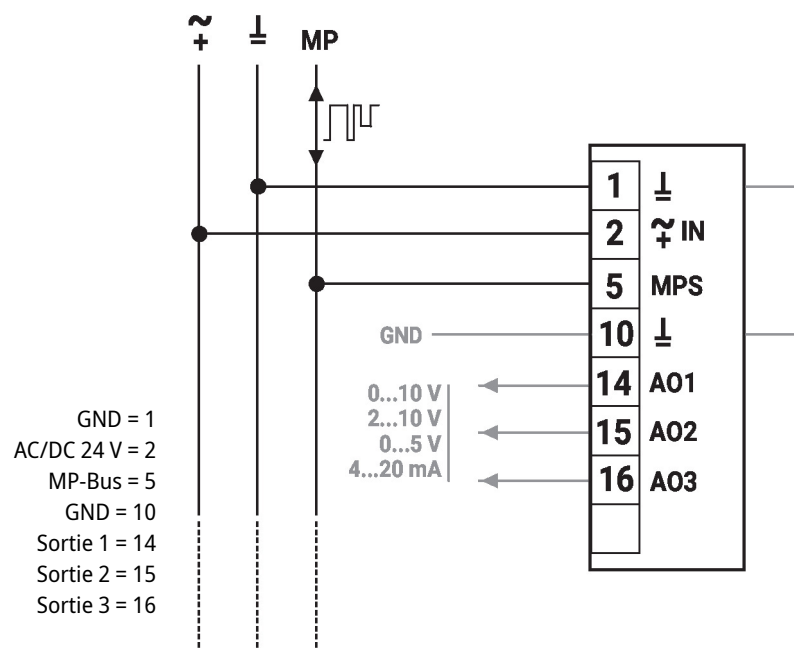 ~
+ ⊥ MP
1 ⊥
2 ~
+ IN
5 MPS
GND 10 ⊥
14 AO1
15 AO2
16 AO3
0...10 V
2...10 V
0...5 V
4...20 mA
GND = 1
AC/DC 24 V = 2
MP-Bus = 5
GND = 10
Sortie 1 = 14
Sortie 2 = 15
Sortie 3 = 16